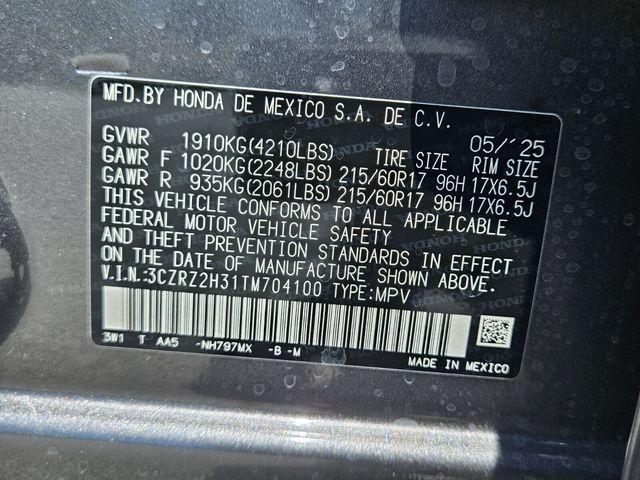 MFD.BY HONDA DE MEXICO S.A. DE C.V.
05/'25
GVWR 1910KG(4210LBS) TIRE SIZE RIM SIZE
GAWR F 1020KG(2248LBS) 215/60R17 96H 17X6.5J
GAWR R 935KG(2061LBS) 215/60R17 96H 17X6.5J
THIS VEHICLE CONFORMS TO ALL APPLICABLE
FEDERAL MOTOR VEHICLE SAFETY
AND THEFT PREVENTION STANDARDS IN EFFECT
ON THE DATE OF MANUFACTURE SHOWN ABOVE.
V.I.N.:3CZRZ2H31TM704100 TYPE:MPV
3W1 T AA5 -NH797MX -B -M
MADE IN MEXICO